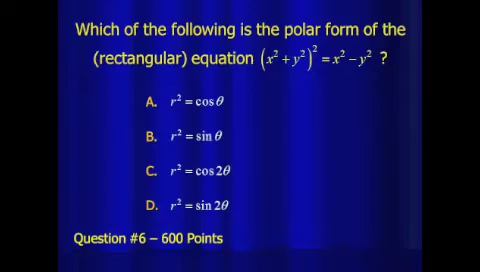 Which of the following is the polar form of the
(rectangular) equation (x² + y²)² = x² − y² ?
A. r² = cos θ
B. r² = sin θ
C. r² = cos 2θ
D. r² = sin 2θ
Question #6 – 600 Points